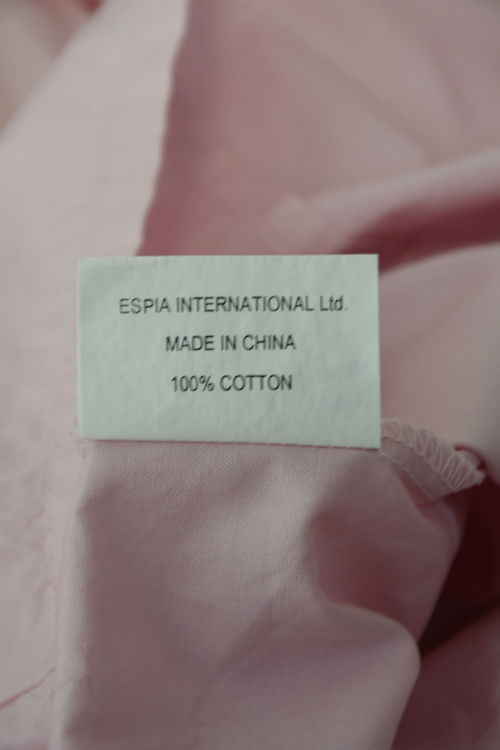 ESPIA INTERNATIONAL Ltd.
MADE IN CHINA
100% COTTON